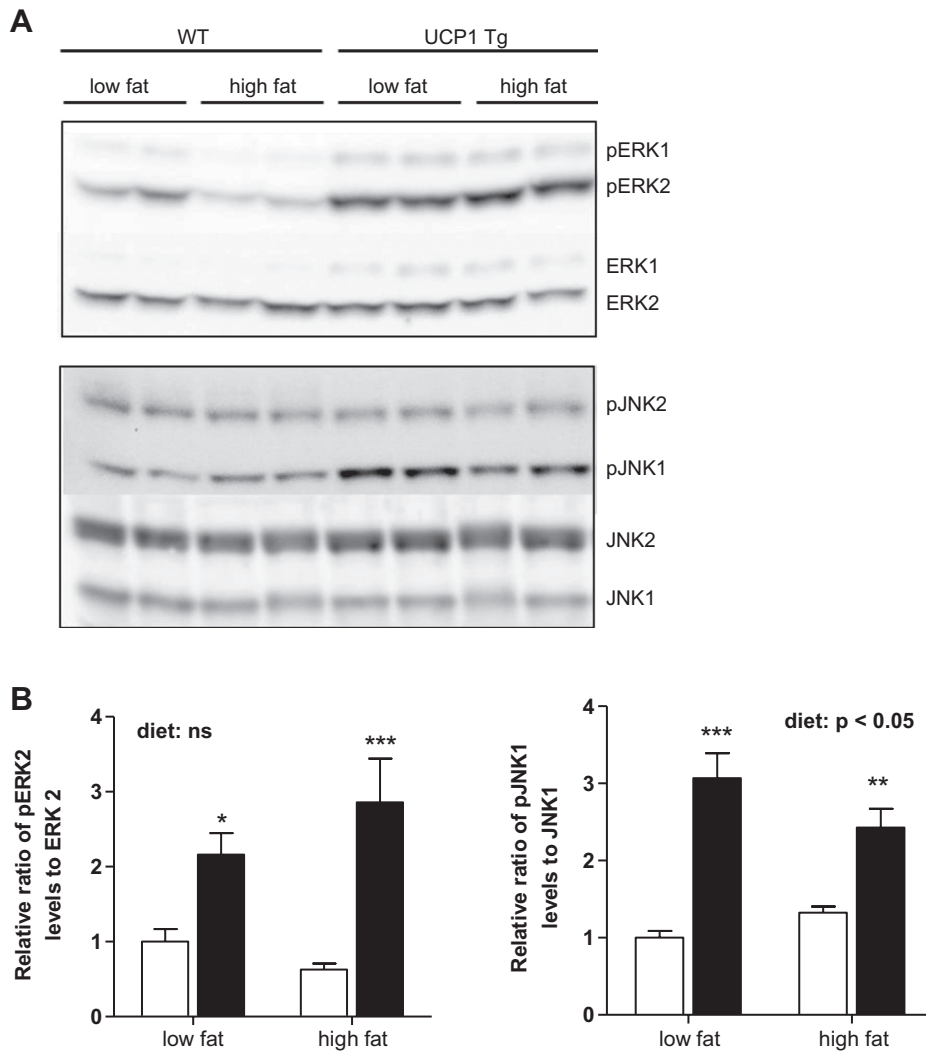 A
WT UCP1 Tg
low fat high fat low fat high fat
pERK1
pERK2
ERK1
ERK2
pJNK2
pJNK1
JNK2
JNK1
B
Relative ratio of pERK2
levels to ERK 2
4
3
2
1
0
diet: ns
*
***
low fat high fat
Relative ratio of pJNK1
levels to JNK1
4
3
2
1
0
diet: p < 0.05
***
**
low fat high fat